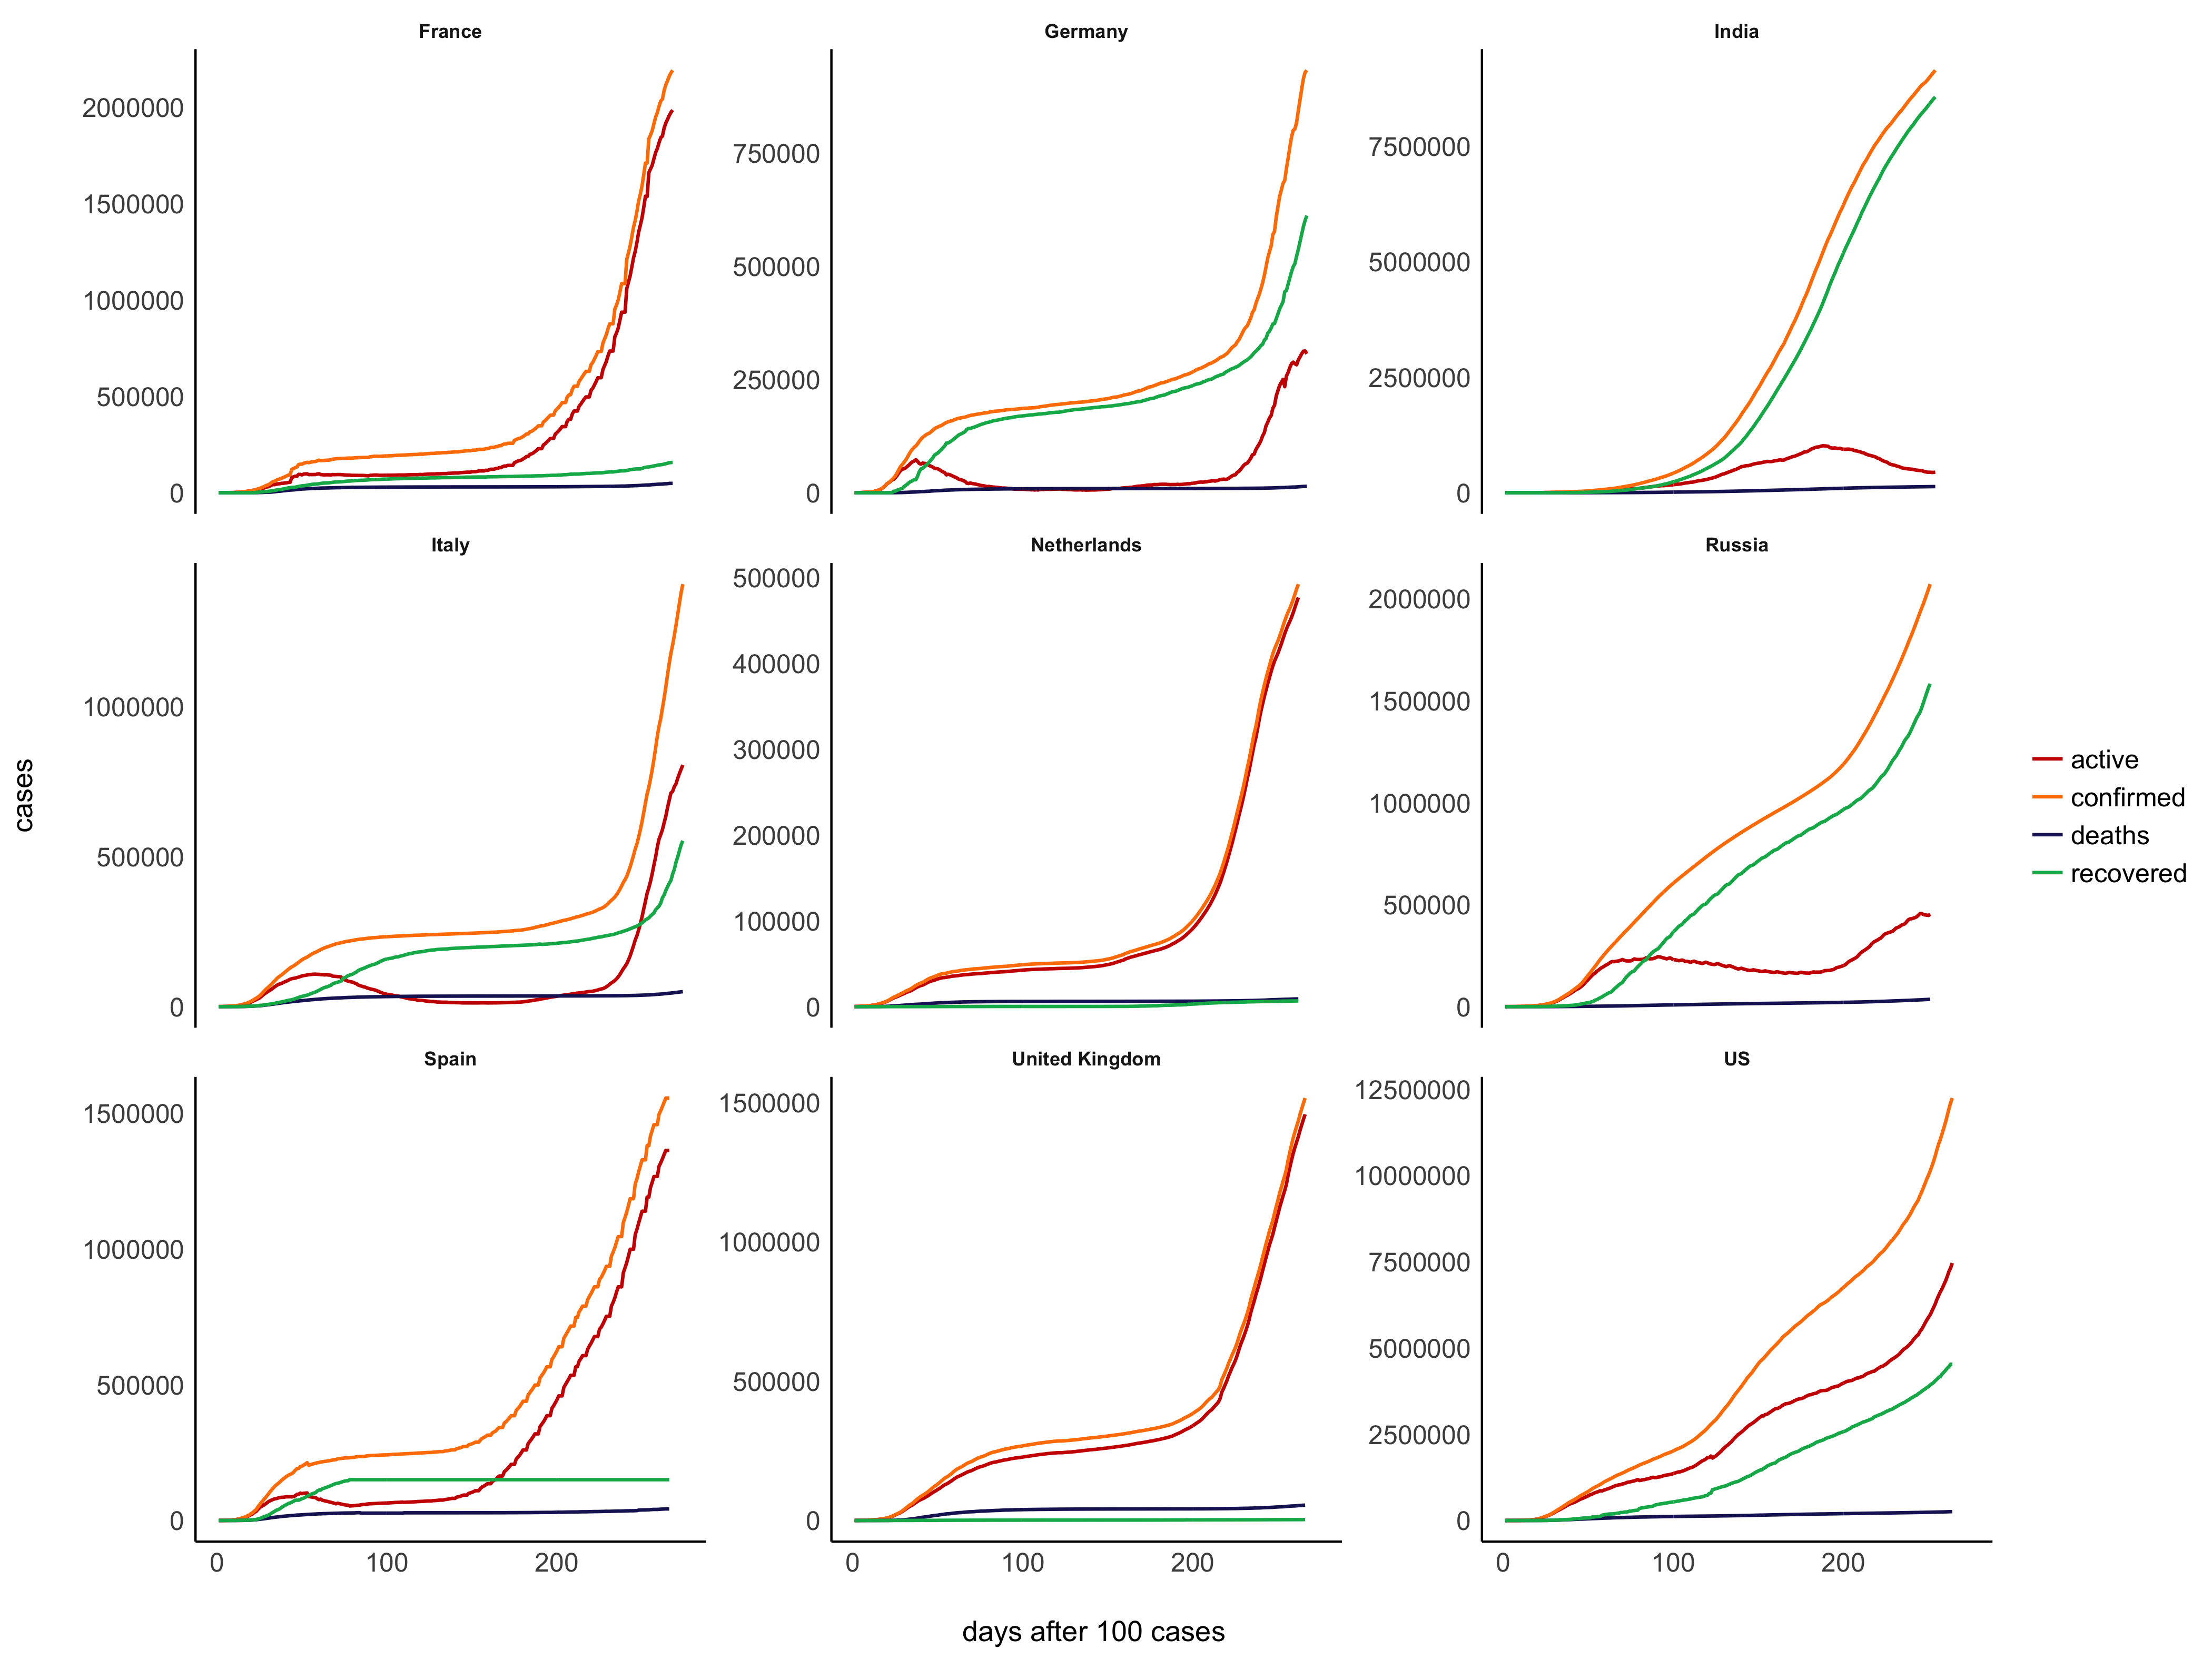 France
Germany
India
2000000
1500000
1000000
500000
0
750000
500000
250000
0
7500000
5000000
2500000
0
Italy
Netherlands
Russia
1000000
500000
0
500000
400000
300000
200000
100000
0
2000000
1500000
1000000
500000
0
Spain
United Kingdom
US
1500000
1000000
500000
0
1500000
1000000
500000
0
12500000
10000000
7500000
5000000
2500000
0
0 100 200
0 100 200
0 100 200
days after 100 cases
cases
active
confirmed
deaths
recovered